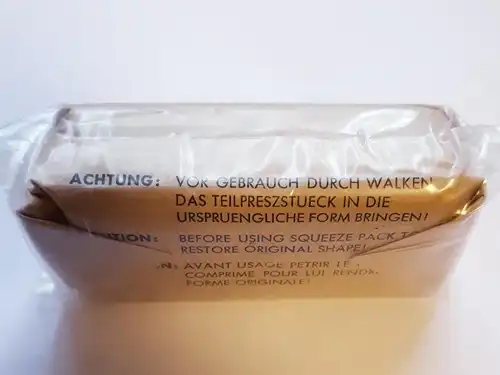 ACHTUNG: VOR GEBRAUCH DURCH WALKEN
DAS TEILPRESZSTUECK IN DIE
URSPRUENGLICHE FORM BRINGEN!
UTION: BEFORE USING SQUEEZE PACK TO
RESTORE ORIGINAL SHAPE!
N: AVANT USAGE PETRIR LE
COMPRIME POUR LUI RENDR
FORME ORIGINALE!